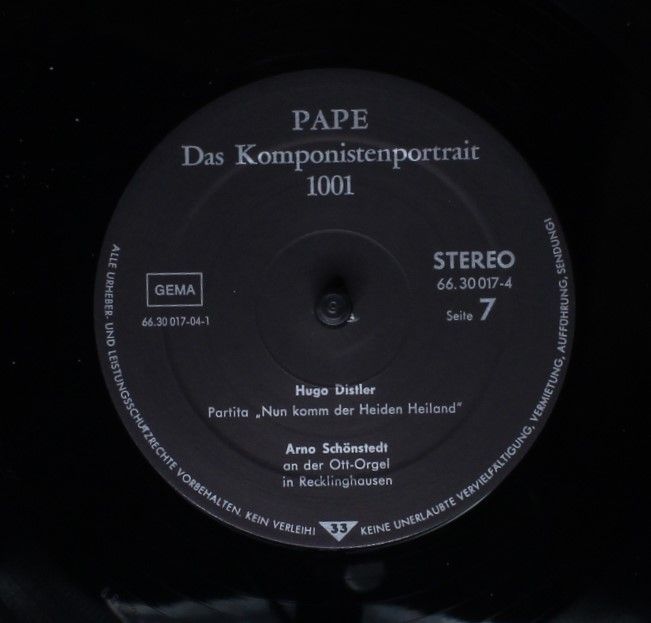 PAPE
Das Komponistenportrait
1001
STEREO
66.30017-4
Seite 7
GEMA
66.30 017-04-1
Hugo Distler
Partita „Nun komm der Heiden Heiland“
Arno Schönstedt
an der Ott-Orgel
in Recklinghausen
ALLE URHEBER- UND LEISTUNGSSCHUTZRECHTE VORBEHALTEN. KEIN VERLEIH! KEINE UNERLAUBTE VERVIELFÄLTIGUNG, VERMIETUNG, AUFFÜHRUNG, SENDUNG!
33